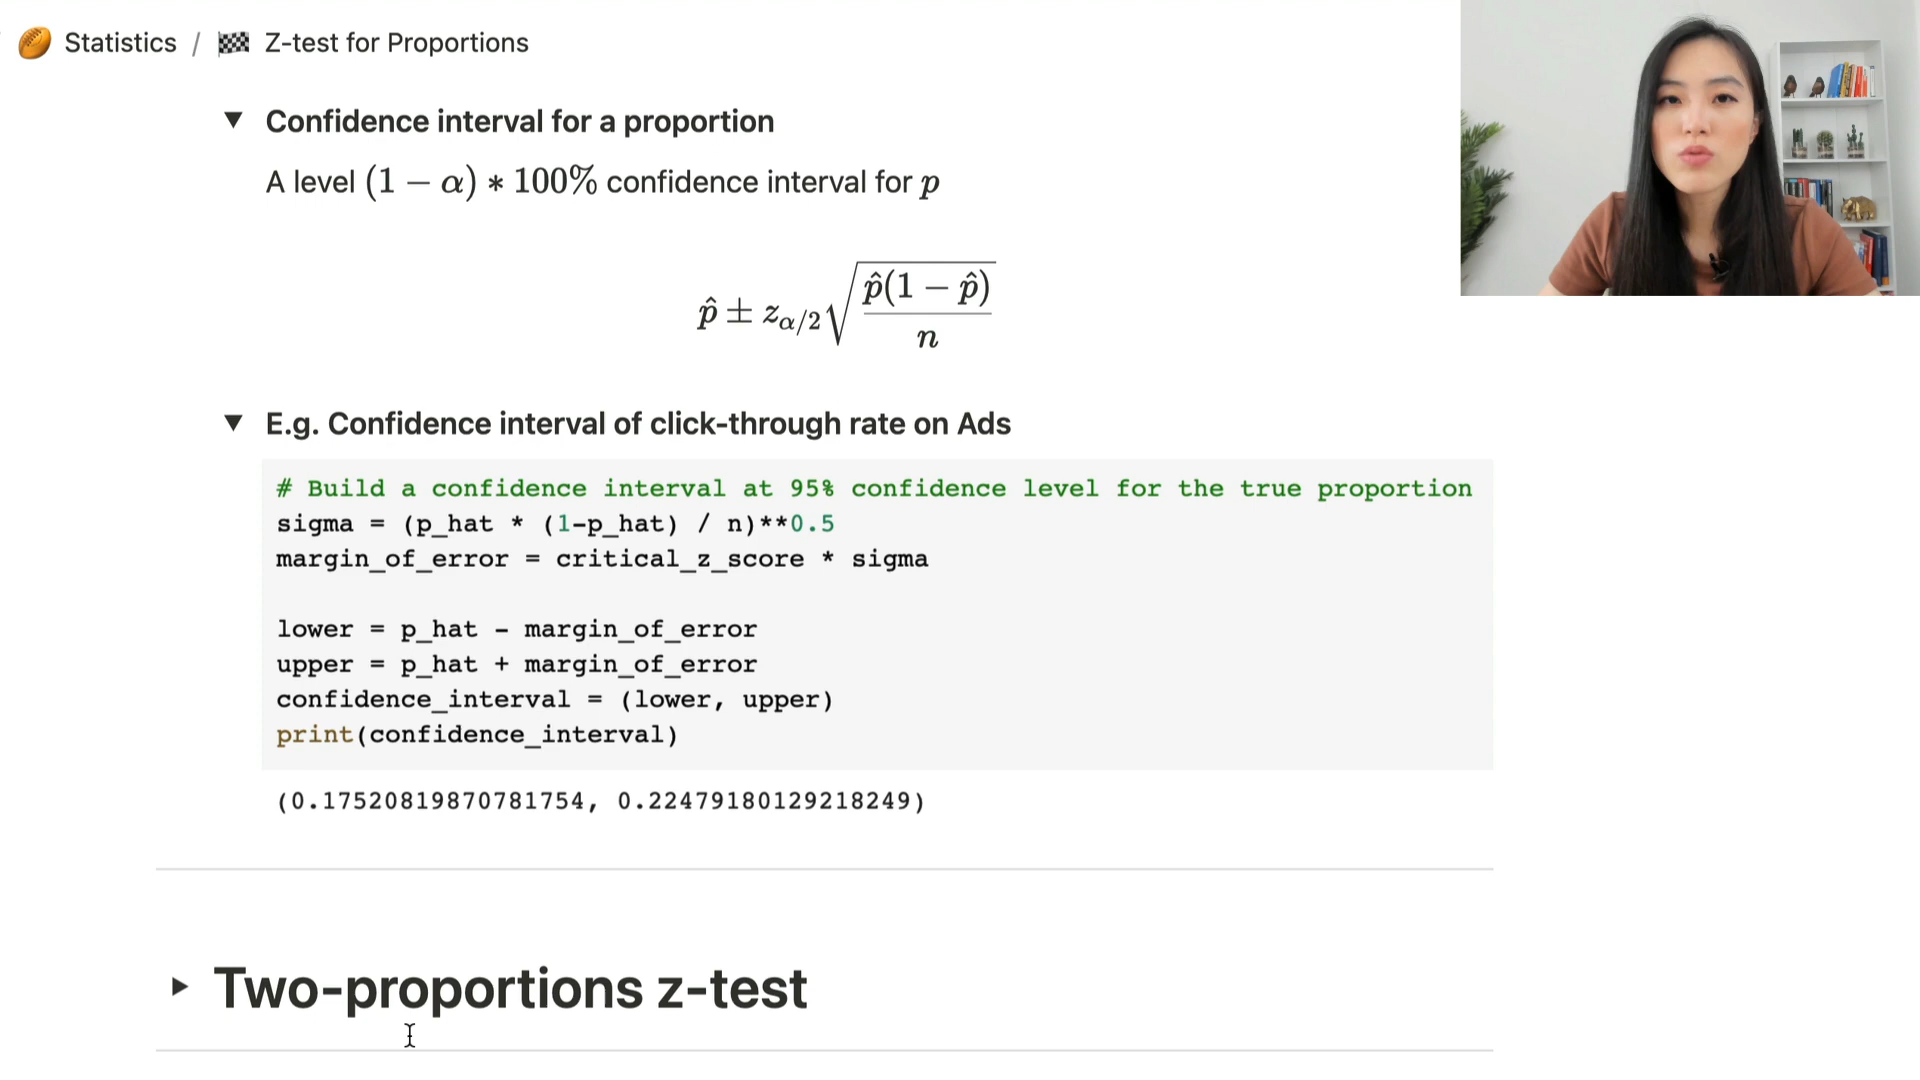 Statistics / Z-test for Proportions
Confidence interval for a proportion
A level (1 − α) ∗ 100% confidence interval for p
p̂ ± z_{α/2} √(p̂(1 − p̂) / n)
E.g. Confidence interval of click-through rate on Ads
# Build a confidence interval at 95% confidence level for the true proportion
sigma = (p_hat * (1-p_hat) / n)**0.5
margin_of_error = critical_z_score * sigma
lower = p_hat - margin_of_error
upper = p_hat + margin_of_error
confidence_interval = (lower, upper)
print(confidence_interval)
(0.17520819870781754, 0.22479180129218249)
Two-proportions z-test